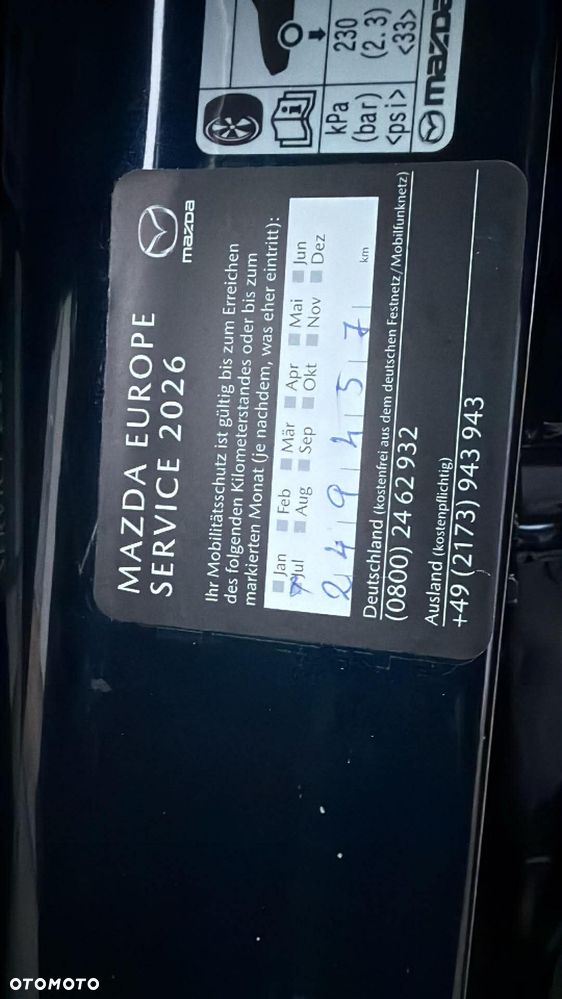 kPa 230
(bar) (2.3)
<psi> <33>
mazda
MAZDA EUROPE
SERVICE 2026
mazda
Ihr Mobilitätsschutz ist gültig bis zum Erreichen
des folgenden Kilometerstandes oder bis zum
markierten Monat (je nachdem, was eher eintritt):
Jan Feb Mär Apr Mai Jun
Jul Aug Sep Okt Nov Dez
249457 km
Deutschland (kostenfrei aus dem deutschen Festnetz/Mobilfunknetz)
(0800) 24 62 932
Ausland (kostenpflichtig)
+49 (2173) 943 943
OTOMOTO